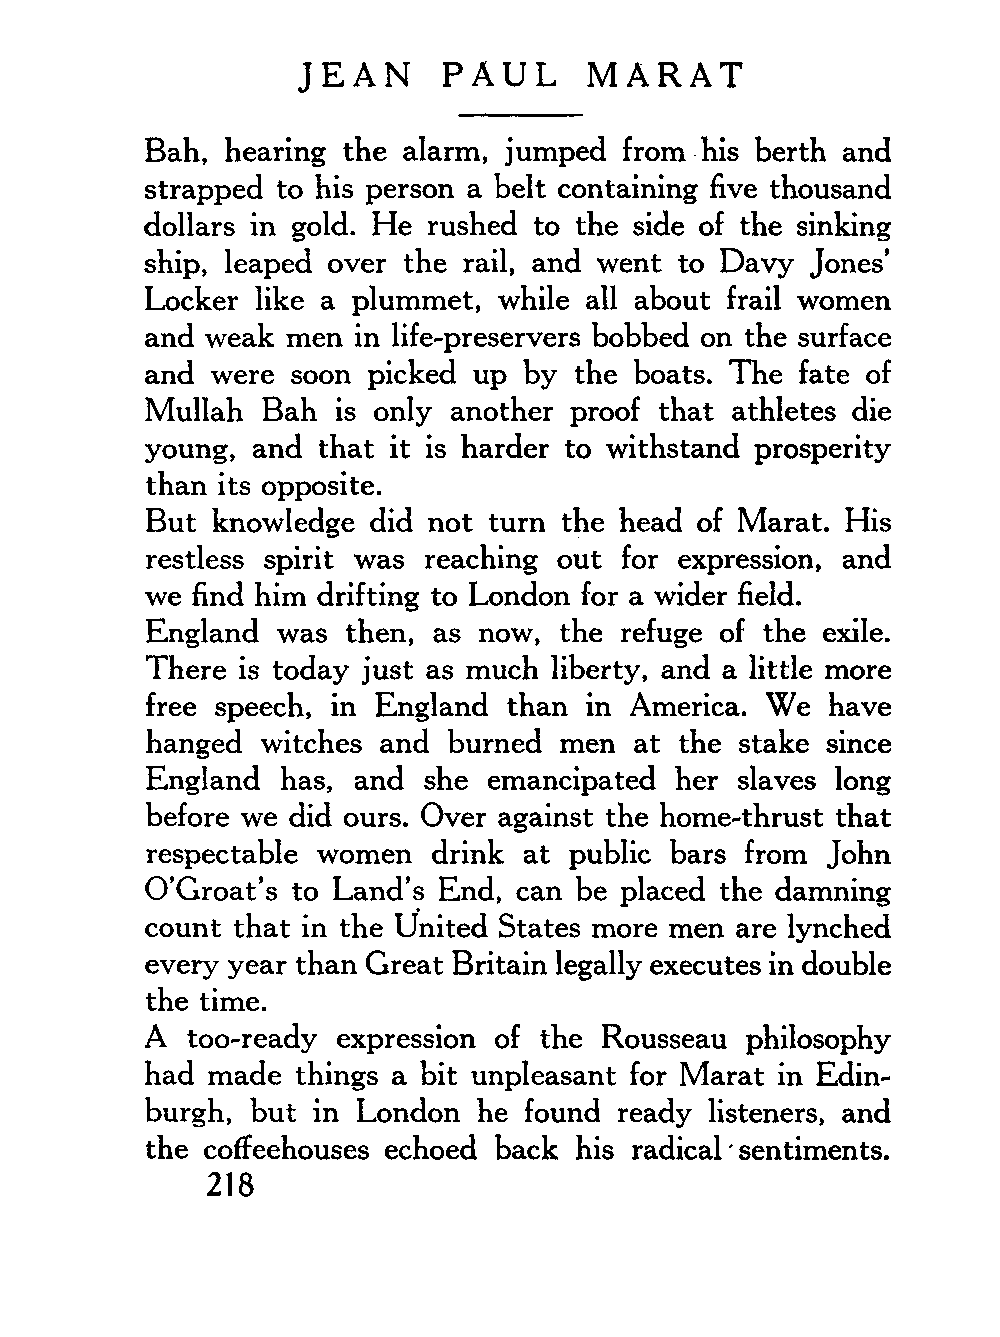 JEAN PAUL MARAT
Bah, hearing the alarm, jumped from his berth and
strapped to his person a belt containing five thousand
dollars in gold. He rushed to the side of the sinking
ship, leaped over the rail, and went to Davy Jones'
Locker like a plummet, while all about frail women
and weak men in life-preservers bobbed on the surface
and were soon picked up by the boats. The fate of
Mullah Bah is only another proof that athletes die
young, and that it is harder to withstand prosperity
than its opposite.
But knowledge did not turn the head of Marat. His
restless spirit was reaching out for expression, and
we find him drifting to London for a wider field.
England was then, as now, the refuge of the exile.
There is today just as much liberty, and a little more
free speech, in England than in America. We have
hanged witches and burned men at the stake since
England has, and she emancipated her slaves long
before we did ours. Over against the home-thrust that
respectable women drink at public bars from John
O'Groat's to Land's End, can be placed the damning
count that in the United States more men are lynched
every year than Great Britain legally executes in double
the time.
A too-ready expression of the Rousseau philosophy
had made things a bit unpleasant for Marat in Edin-
burgh, but in London he found ready listeners, and
the coffeehouses echoed back his radical sentiments.
218